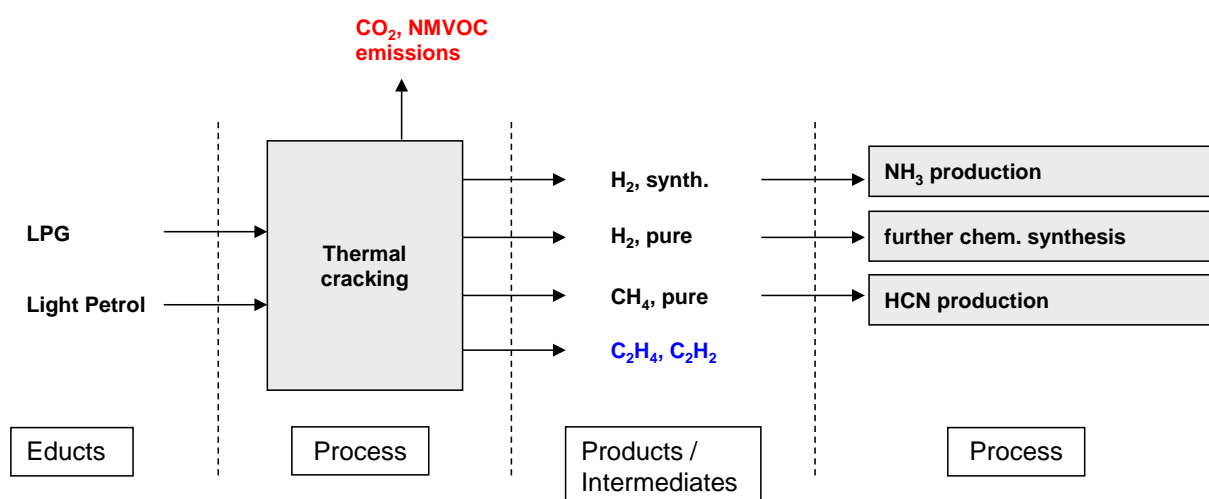 CO₂, NMVOC
emissions
LPG
Light Petrol
Thermal
cracking
H₂, synth.
H₂, pure
CH₄, pure
C₂H₄, C₂H₂
NH₃ production
further chem. synthesis
HCN production
Educts
Process
Products /
Intermediates
Process